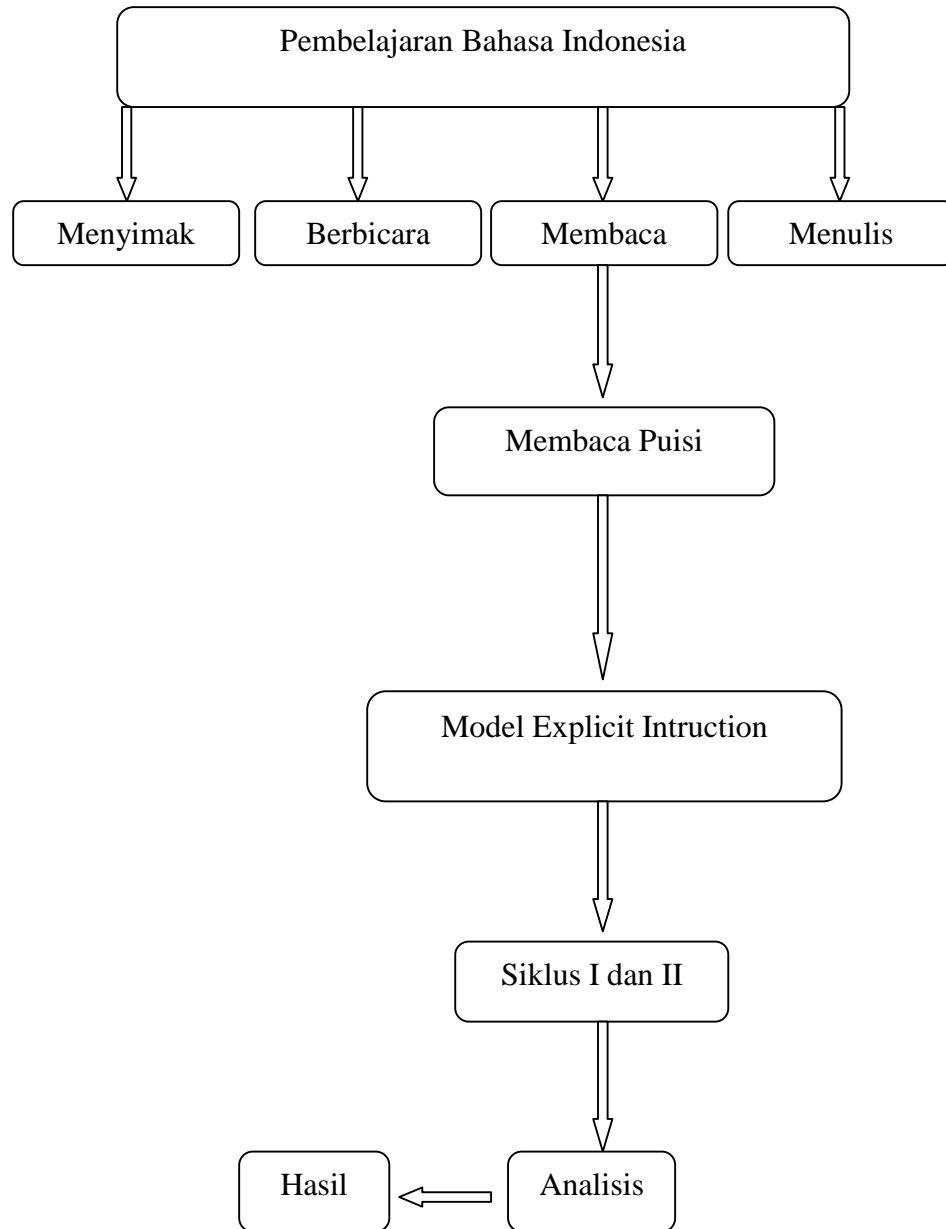 Pembelajaran Bahasa Indonesia
Menyimak
Berbicara
Membaca
Menulis
Membaca Puisi
Model Explicit Intruction
Siklus I dan II
Hasil
Analisis